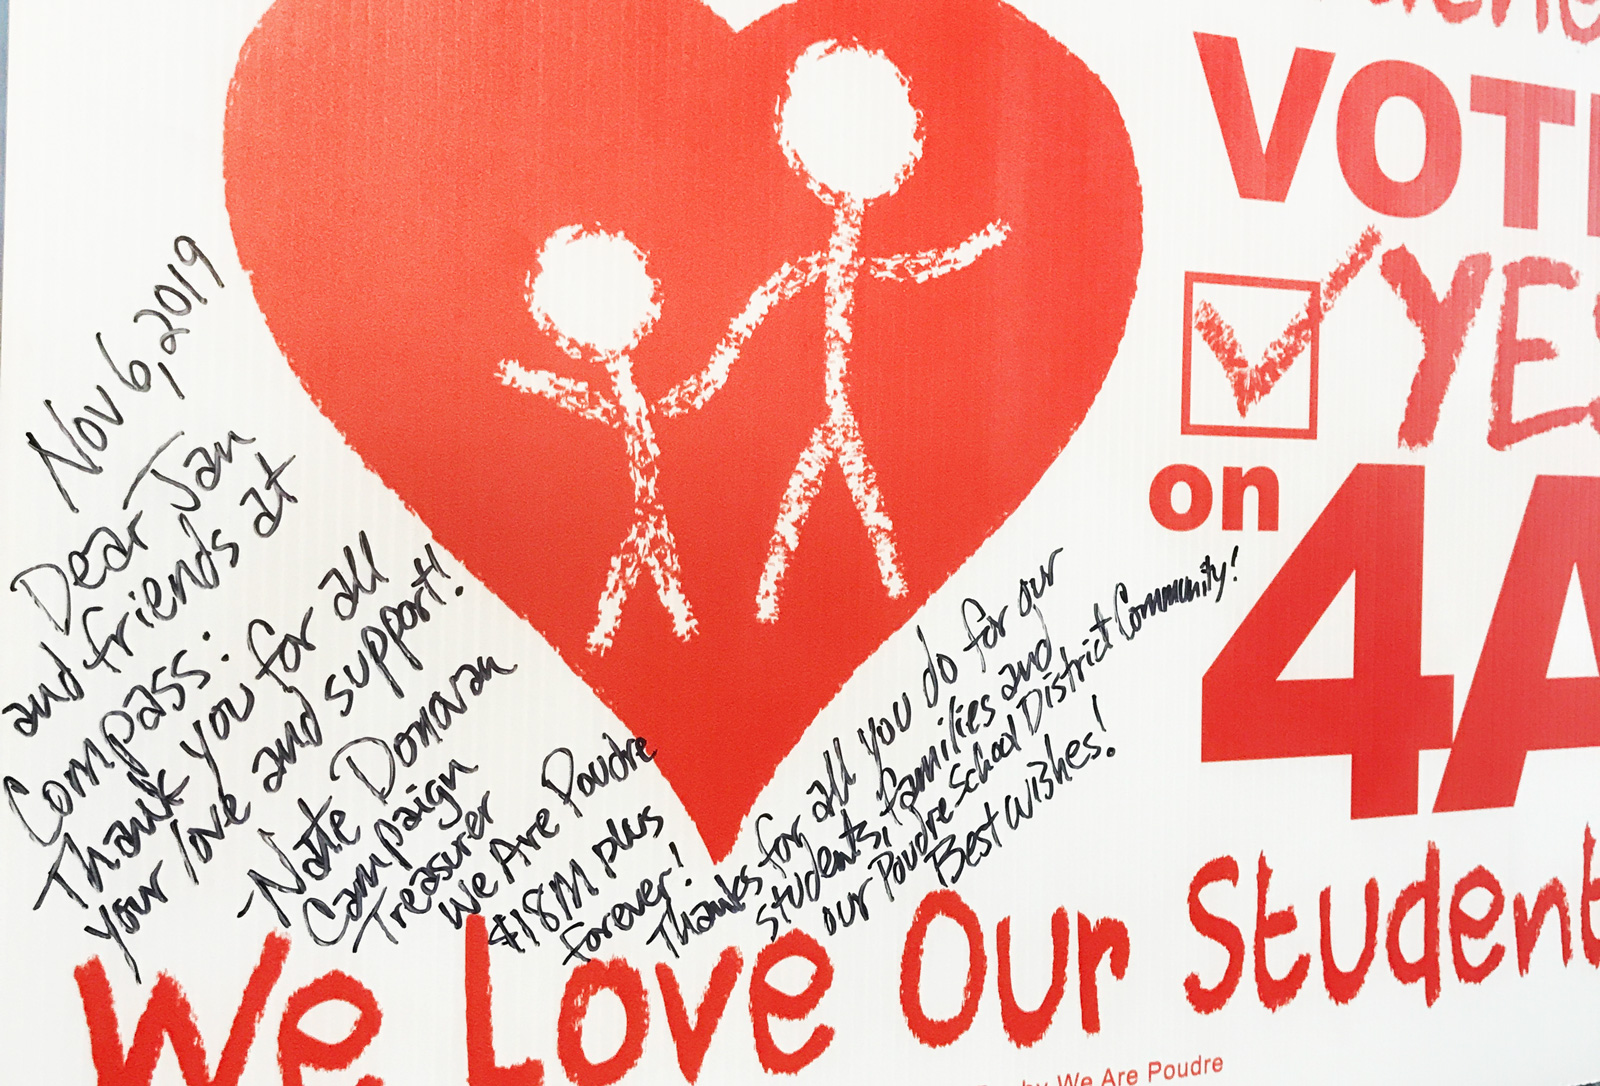 VOTE
YES
on
4A
Nov 6, 2019
Dear Jan
and friends at
Compass:
Thank you for all
your love and support!
-Nate Donovan
Campaign
Treasurer
We Are Poudre
$18M plus
forever!
Thanks for all you do for our
students, families and
our Poudre School District Community!
Best wishes!
We Love Our Student
by We Are Poudre